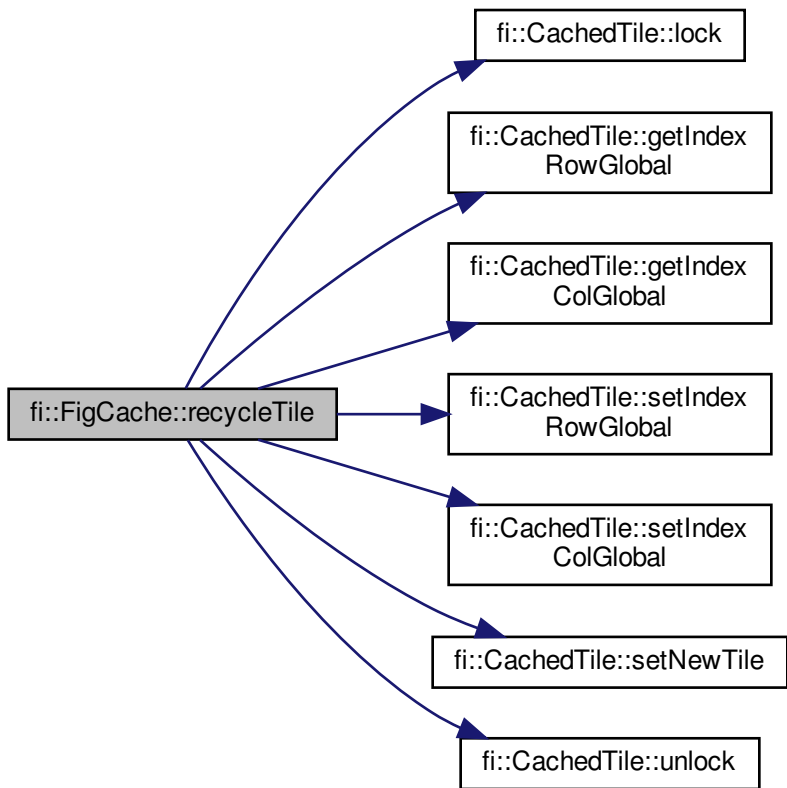 fi::CachedTile::lock
fi::CachedTile::getIndex
RowGlobal
fi::CachedTile::getIndex
ColGlobal
fi::FigCache::recycleTile
fi::CachedTile::setIndex
RowGlobal
fi::CachedTile::setIndex
ColGlobal
fi::CachedTile::setNewTile
fi::CachedTile::unlock